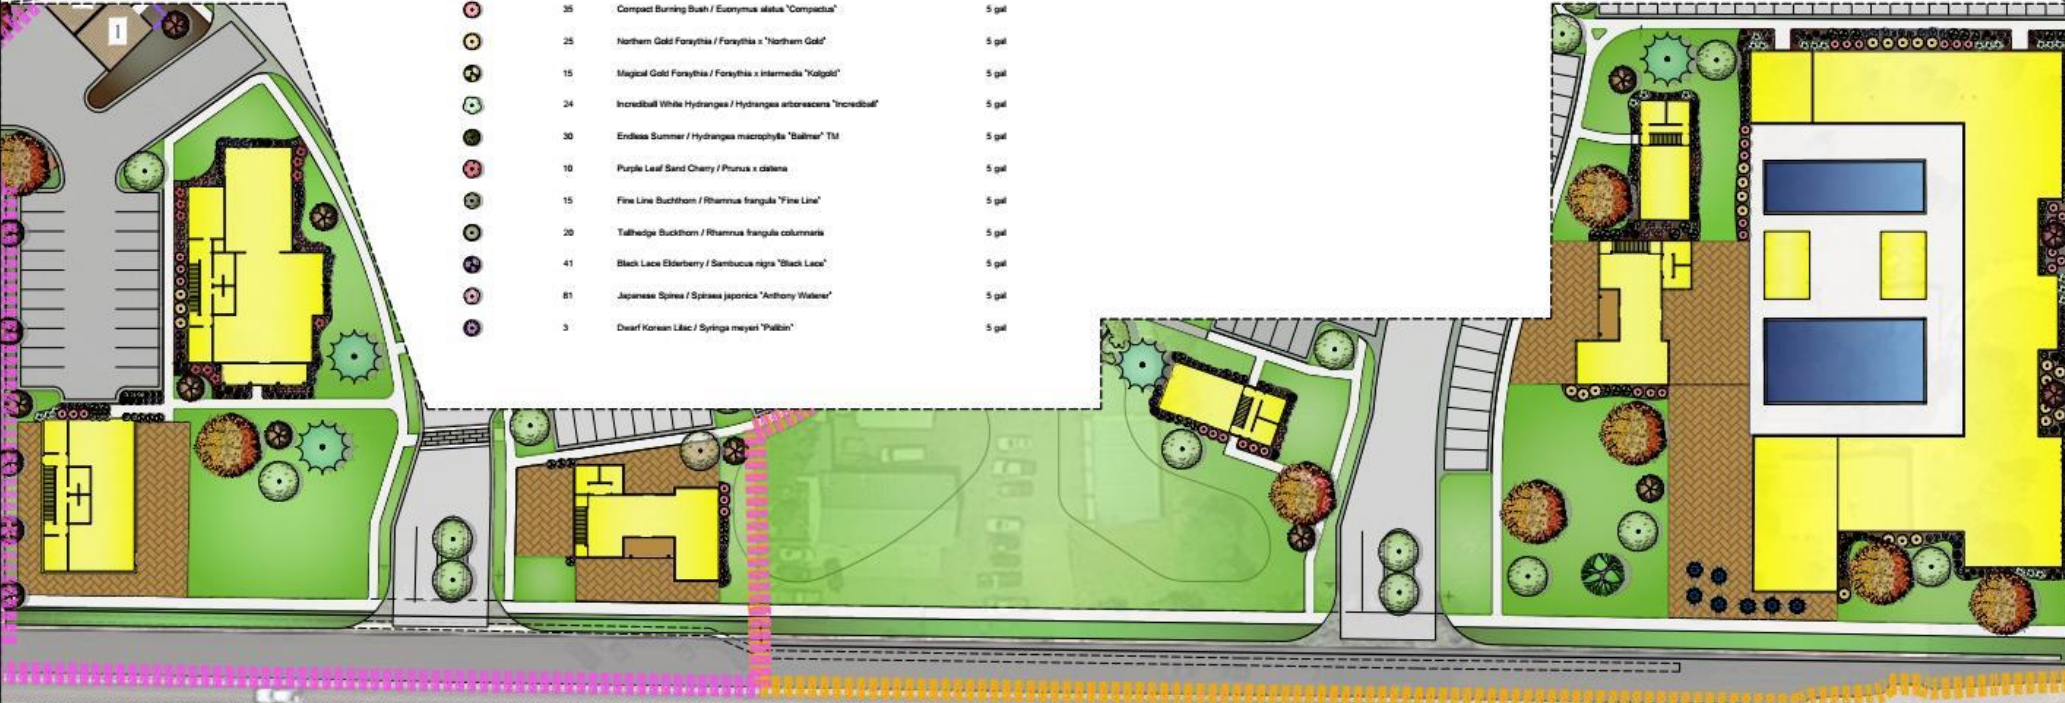 1
35 Compact Burning Bush / Euonymus alatus "Compactus" 5 gal
25 Northern Gold Forsythia / Forsythia x "Northern Gold" 5 gal
15 Magical Gold Forsythia / Forsythia x intermedia "Kolgold" 5 gal
24 Incrediball White Hydrangea / Hydrangea arborescens "Incrediball" 5 gal
30 Endless Summer / Hydrangea macrophylla "Bailmer" TM 5 gal
10 Purple Leaf Sand Cherry / Prunus x cistena 5 gal
15 Fine Line Buchthorn / Rhamnus frangula "Fine Line" 5 gal
20 Tallhedge Buckthorn / Rhamnus frangula columnaris 5 gal
41 Black Lace Elderberry / Sambucus nigra "Black Lace" 5 gal
81 Japanese Spirea / Spiraea japonica "Anthony Waterer" 5 gal
3 Dwarf Korean Lilac / Syringa meyeri "Palibin" 5 gal